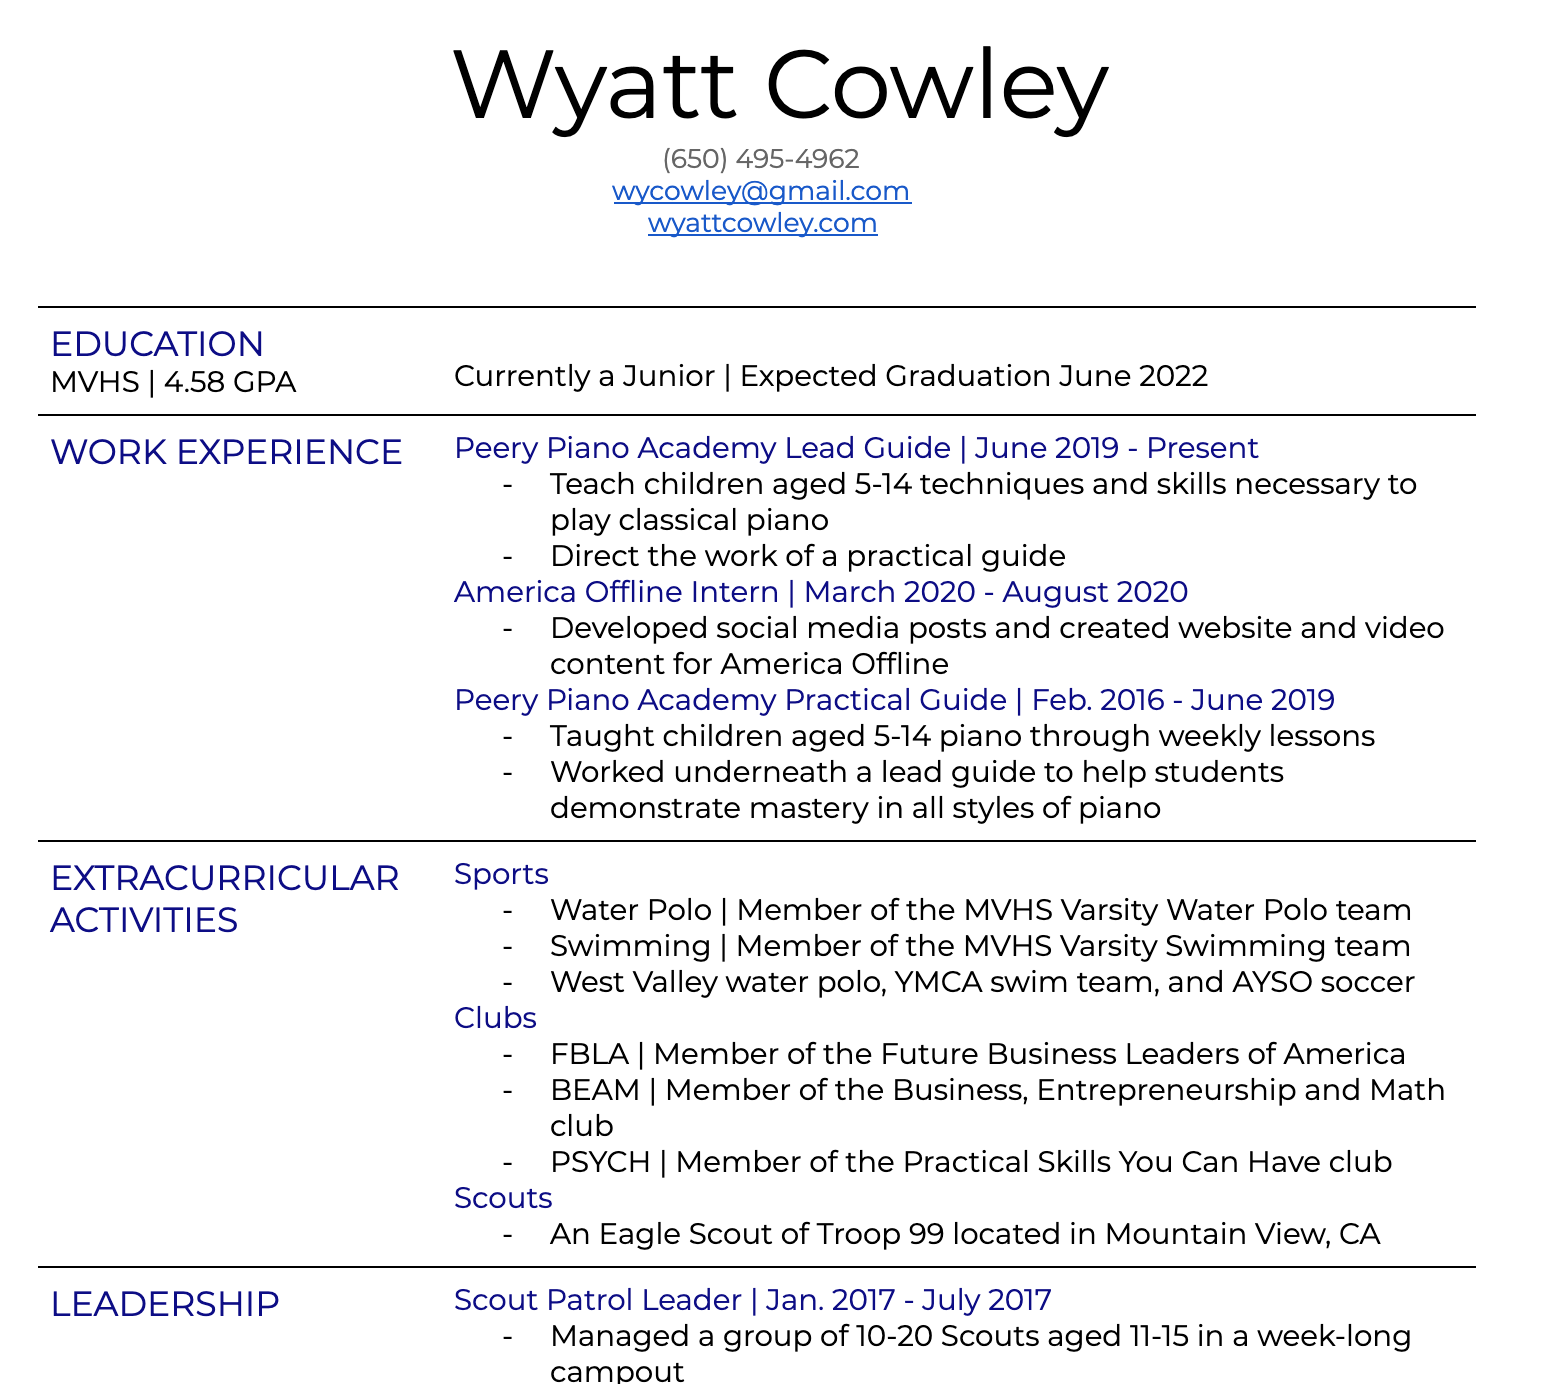 Wyatt Cowley
(650) 495-4962
wycowley@gmail.com
wyattcowley.com
EDUCATION
MVHS | 4.58 GPA
Currently a Junior | Expected Graduation June 2022
WORK EXPERIENCE
Peery Piano Academy Lead Guide | June 2019 - Present
- Teach children aged 5-14 techniques and skills necessary to
play classical piano
- Direct the work of a practical guide
America Offline Intern | March 2020 - August 2020
- Developed social media posts and created website and video
content for America Offline
Peery Piano Academy Practical Guide | Feb. 2016 - June 2019
- Taught children aged 5-14 piano through weekly lessons
- Worked underneath a lead guide to help students
demonstrate mastery in all styles of piano
EXTRACURRICULAR
ACTIVITIES
Sports
- Water Polo | Member of the MVHS Varsity Water Polo team
- Swimming | Member of the MVHS Varsity Swimming team
- West Valley water polo, YMCA swim team, and AYSO soccer
Clubs
- FBLA | Member of the Future Business Leaders of America
- BEAM | Member of the Business, Entrepreneurship and Math
club
- PSYCH | Member of the Practical Skills You Can Have club
Scouts
- An Eagle Scout of Troop 99 located in Mountain View, CA
LEADERSHIP
Scout Patrol Leader | Jan. 2017 - July 2017
- Managed a group of 10-20 Scouts aged 11-15 in a week-long
campout